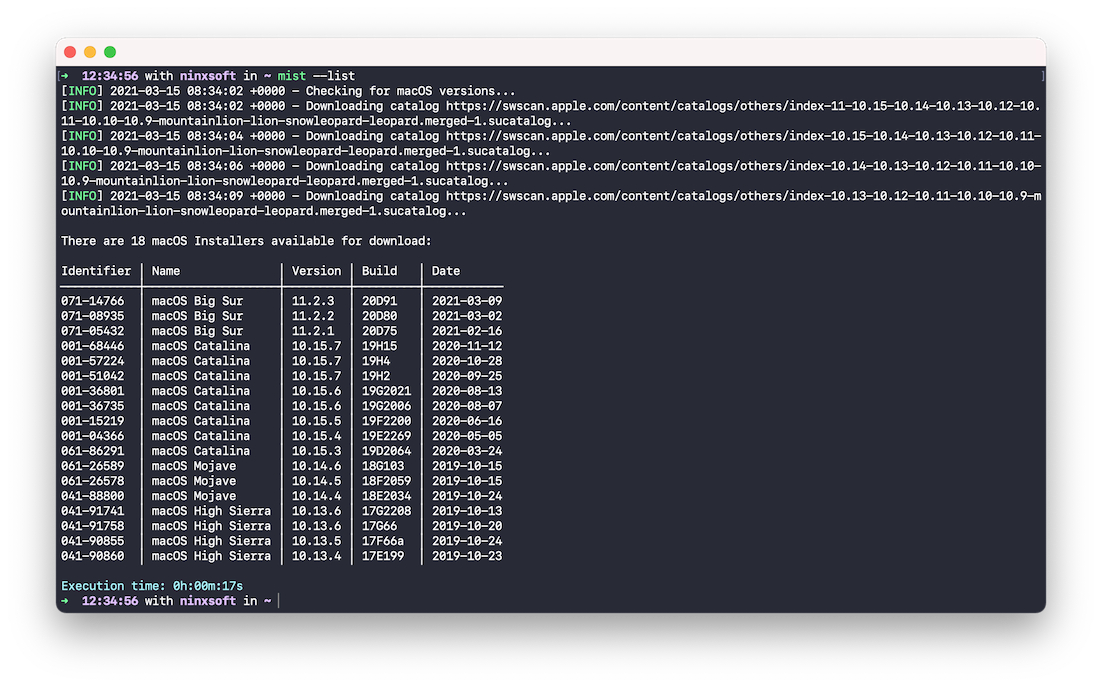 [➜  12:34:56 with ninxsoft in ~ mist --list ]
[INFO] 2021-03-15 08:34:02 +0000 - Checking for macOS versions...
[INFO] 2021-03-15 08:34:02 +0000 - Downloading catalog https://swscan.apple.com/content/catalogs/others/index-11-10.15-10.14-10.13-10.12-10.
11-10.10-10.9-mountainlion-lion-snowleopard-leopard.merged-1.sucatalog...
[INFO] 2021-03-15 08:34:04 +0000 - Downloading catalog https://swscan.apple.com/content/catalogs/others/index-10.15-10.14-10.13-10.12-10.11-
10.10-10.9-mountainlion-lion-snowleopard-leopard.merged-1.sucatalog...
[INFO] 2021-03-15 08:34:06 +0000 - Downloading catalog https://swscan.apple.com/content/catalogs/others/index-10.14-10.13-10.12-10.11-10.10-
10.9-mountainlion-lion-snowleopard-leopard.merged-1.sucatalog...
[INFO] 2021-03-15 08:34:09 +0000 - Downloading catalog https://swscan.apple.com/content/catalogs/others/index-10.13-10.12-10.11-10.10-10.9-m
ountainlion-lion-snowleopard-leopard.merged-1.sucatalog...
There are 18 macOS Installers available for download:
Identifier | Name | Version | Build | Date
071-14766 | macOS Big Sur | 11.2.3 | 20D91 | 2021-03-09
071-08935 | macOS Big Sur | 11.2.2 | 20D80 | 2021-03-02
071-05432 | macOS Big Sur | 11.2.1 | 20D75 | 2021-02-16
001-68446 | macOS Catalina | 10.15.7 | 19H15 | 2020-11-12
001-57224 | macOS Catalina | 10.15.7 | 19H4 | 2020-10-28
001-51042 | macOS Catalina | 10.15.7 | 19H2 | 2020-09-25
001-36801 | macOS Catalina | 10.15.6 | 19G2021 | 2020-08-13
001-36735 | macOS Catalina | 10.15.6 | 19G2006 | 2020-08-07
001-15219 | macOS Catalina | 10.15.5 | 19F2200 | 2020-06-16
001-04366 | macOS Catalina | 10.15.4 | 19E2269 | 2020-05-05
061-86291 | macOS Catalina | 10.15.3 | 19D2064 | 2020-03-24
061-26589 | macOS Mojave | 10.14.6 | 18G103 | 2019-10-15
061-26578 | macOS Mojave | 10.14.5 | 18F2059 | 2019-10-15
041-88800 | macOS Mojave | 10.14.4 | 18E2034 | 2019-10-24
041-91741 | macOS High Sierra | 10.13.6 | 17G2208 | 2019-10-13
041-91758 | macOS High Sierra | 10.13.6 | 17G66 | 2019-10-20
041-90855 | macOS High Sierra | 10.13.5 | 17F66a | 2019-10-24
041-90860 | macOS High Sierra | 10.13.4 | 17E199 | 2019-10-23
Execution time: 0h:00m:17s
➜  12:34:56 with ninxsoft in ~